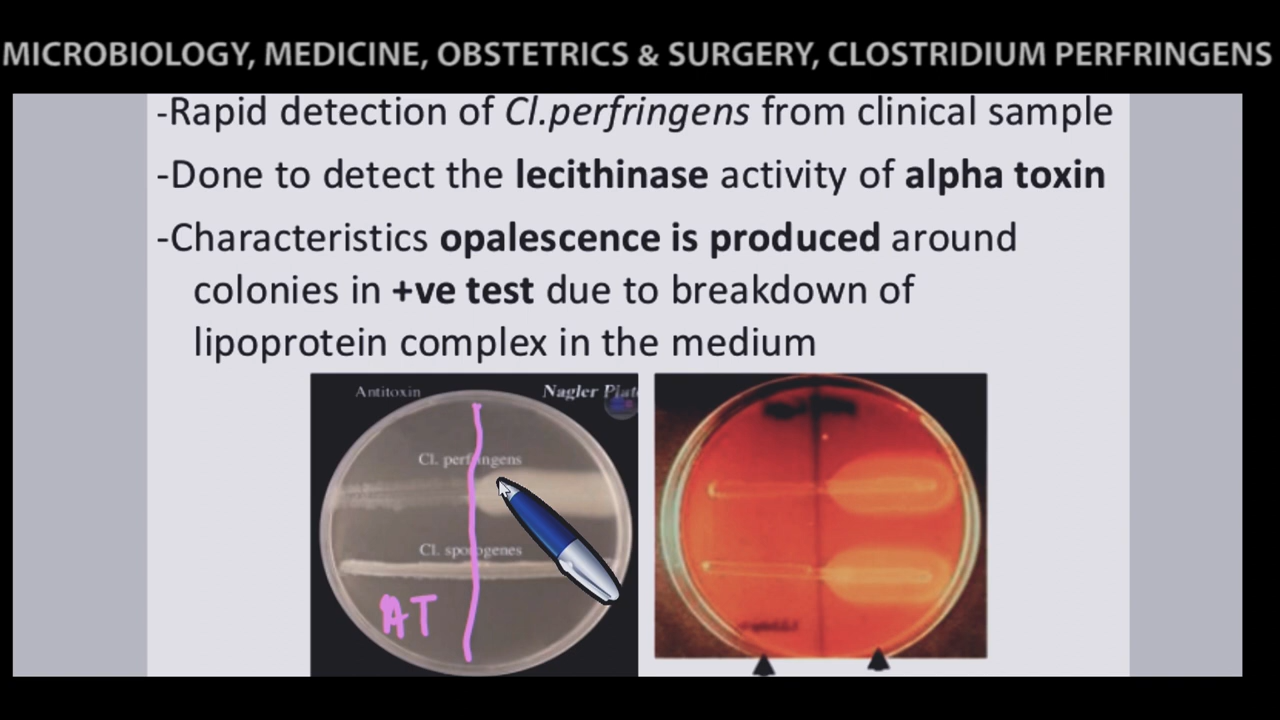 MICROBIOLOGY, MEDICINE, OBSTETRICS & SURGERY, CLOSTRIDIUM PERFRINGENS
-Rapid detection of Cl.perfringens from clinical sample
-Done to detect the lecithinase activity of alpha toxin
-Characteristics opalescence is produced around
colonies in +ve test due to breakdown of
lipoprotein complex in the medium
Antitoxin
Nagler Plate
Cl. perfringens
Cl. sporogenes
AT